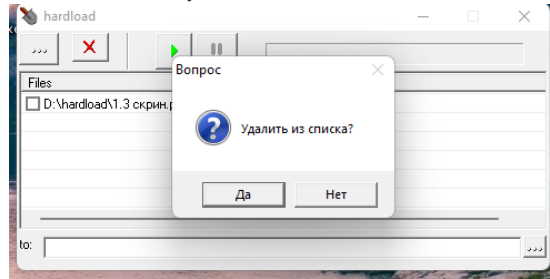 hardload
...
Вопрос
Files
D:\hardload\1.3 скрин.
Удалить из списка?
Да
Нет
to:
...